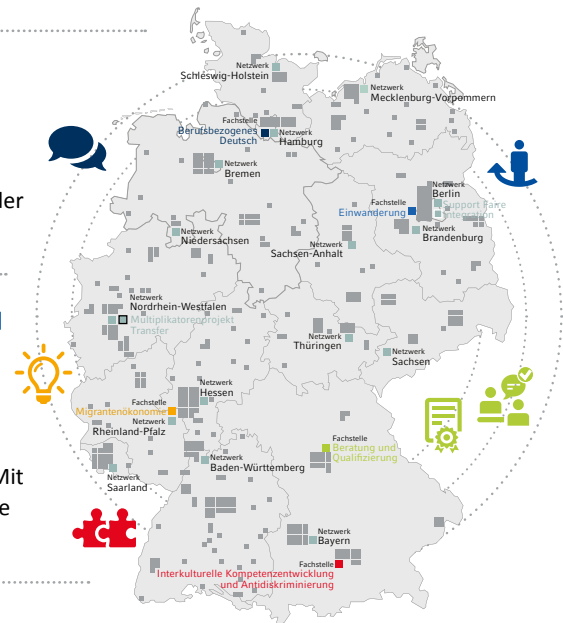 Netzwerk
Schleswig-Holstein
Netzwerk
Mecklenburg-Vorpommern
Fachstelle
Berufsbezogenes
Deutsch
Netzwerk
Hamburg
Netzwerk
Bremen
der
Netzwerk
Berlin
Support Faire
Integration
Fachstelle
Einwanderung
Netzwerk
Brandenburg
Netzwerk
Niedersachsen
Netzwerk
Sachsen-Anhalt
Netzwerk
Nordrhein-Westfalen
Multiplikatorenprojekt
Transfer
Netzwerk
Thüringen
Netzwerk
Sachsen
Netzwerk
Hessen
Fachstelle
Migrantenökonomie
Netzwerk
Rheinland-Pfalz
Fachstelle
Beratung und
Qualifizierung
Netzwerk
Baden-Württemberg
Netzwerk
Saarland
Mit
e
Netzwerk
Bayern
Fachstelle
Interkulturelle Kompetenzentwicklung
und Antidiskriminierung